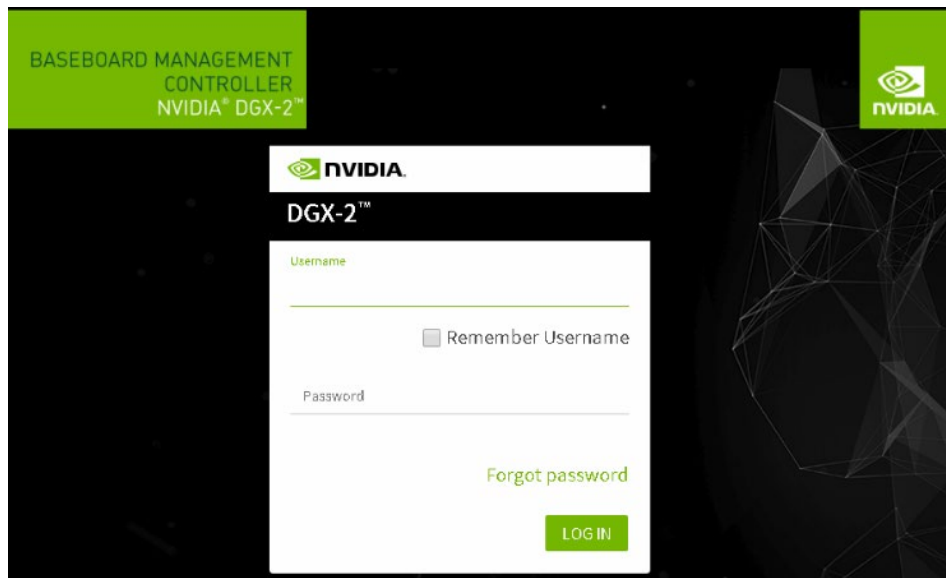 BASEBOARD MANAGEMENT
CONTROLLER
NVIDIA® DGX-2™
NVIDIA.
NVIDIA.
DGX-2™
Username
Remember Username
Password
Forgot password
LOG IN